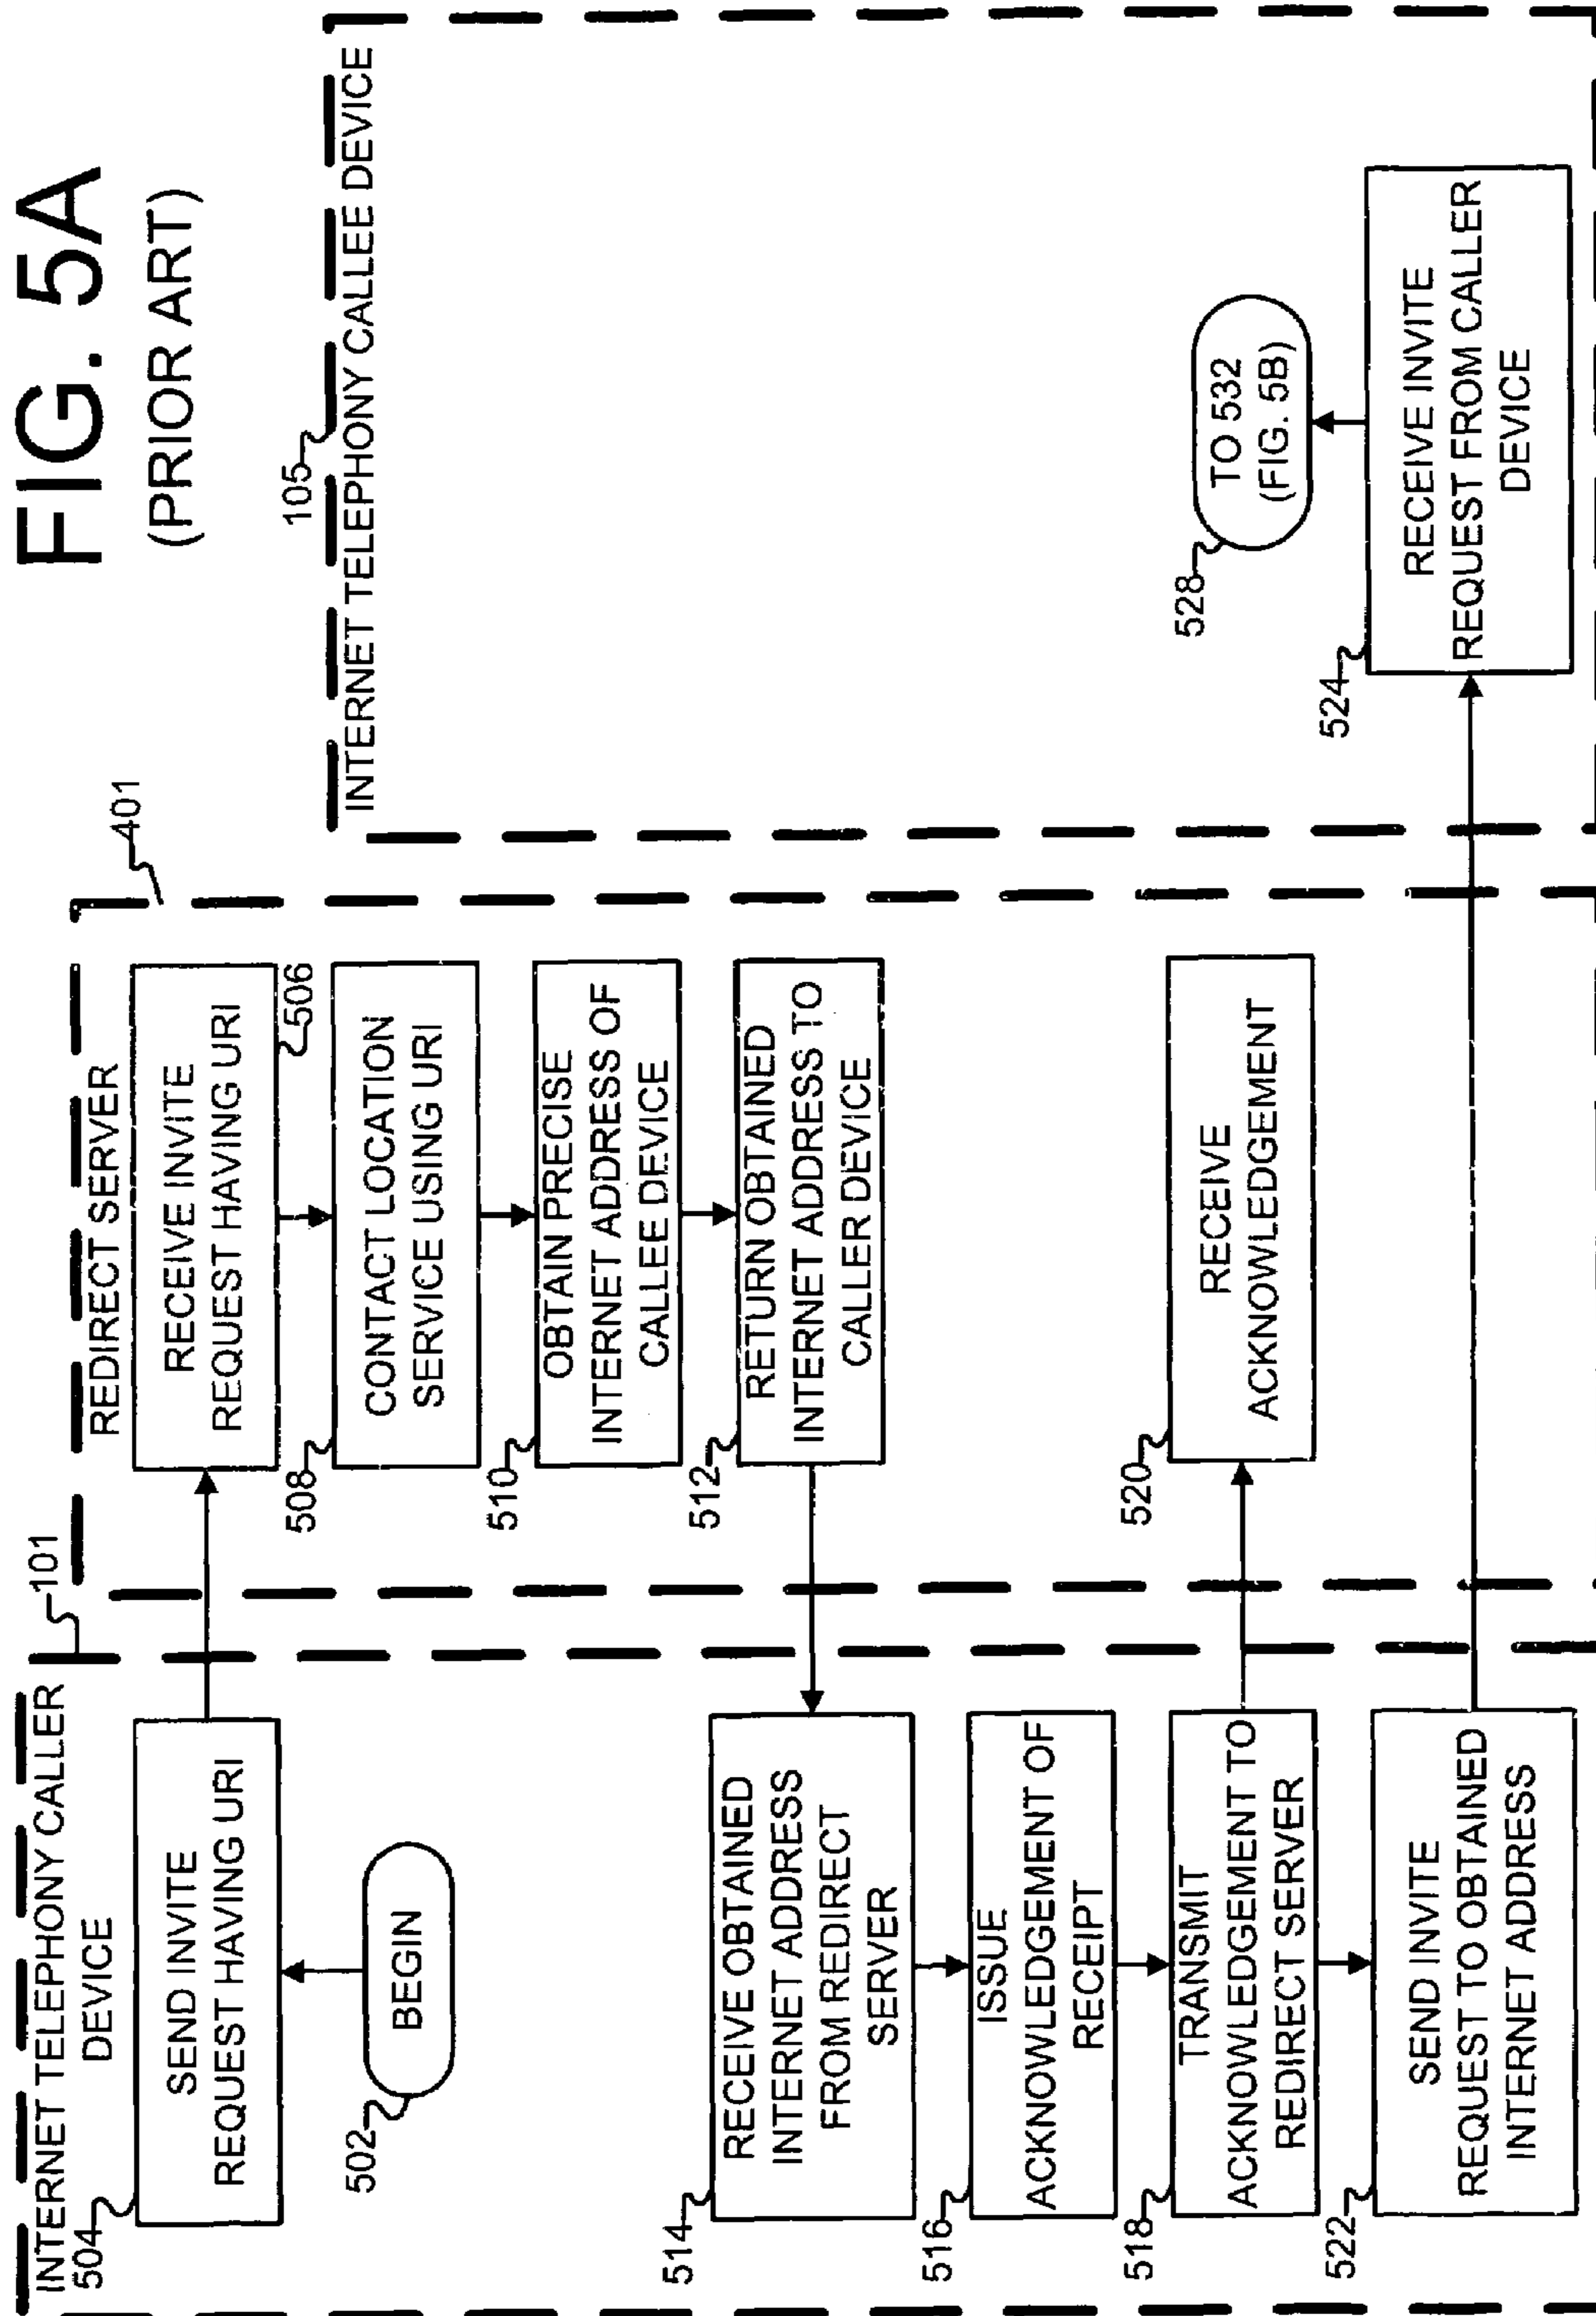 FIG. 5A
(PRIOR ART)
101
INTERNET TELEPHONY CALLER
DEVICE
504
SEND INVITE
REQUEST HAVING URI
502
BEGIN
514
RECEIVE OBTAINED
INTERNET ADDRESS
FROM REDIRECT
SERVER
516
ISSUE
ACKNOWLEDGEMENT OF
RECEIPT
518
TRANSMIT
ACKNOWLEDGEMENT TO
REDIRECT SERVER
522
SEND INVITE
REQUEST TO OBTAINED
INTERNET ADDRESS
401
REDIRECT SERVER
RECEIVE INVITE
REQUEST HAVING URI
506
508
CONTACT LOCATION
SERVICE USING URI
510
OBTAIN PRECISE
INTERNET ADDRESS OF
CALLEE DEVICE
512
RETURN OBTAINED
INTERNET ADDRESS TO
CALLER DEVICE
520
RECEIVE
ACKNOWLEDGEMENT
105
INTERNET TELEPHONY CALLEE DEVICE
528
TO 532
(FIG. 5B)
524
RECEIVE INVITE
REQUEST FROM CALLER
DEVICE